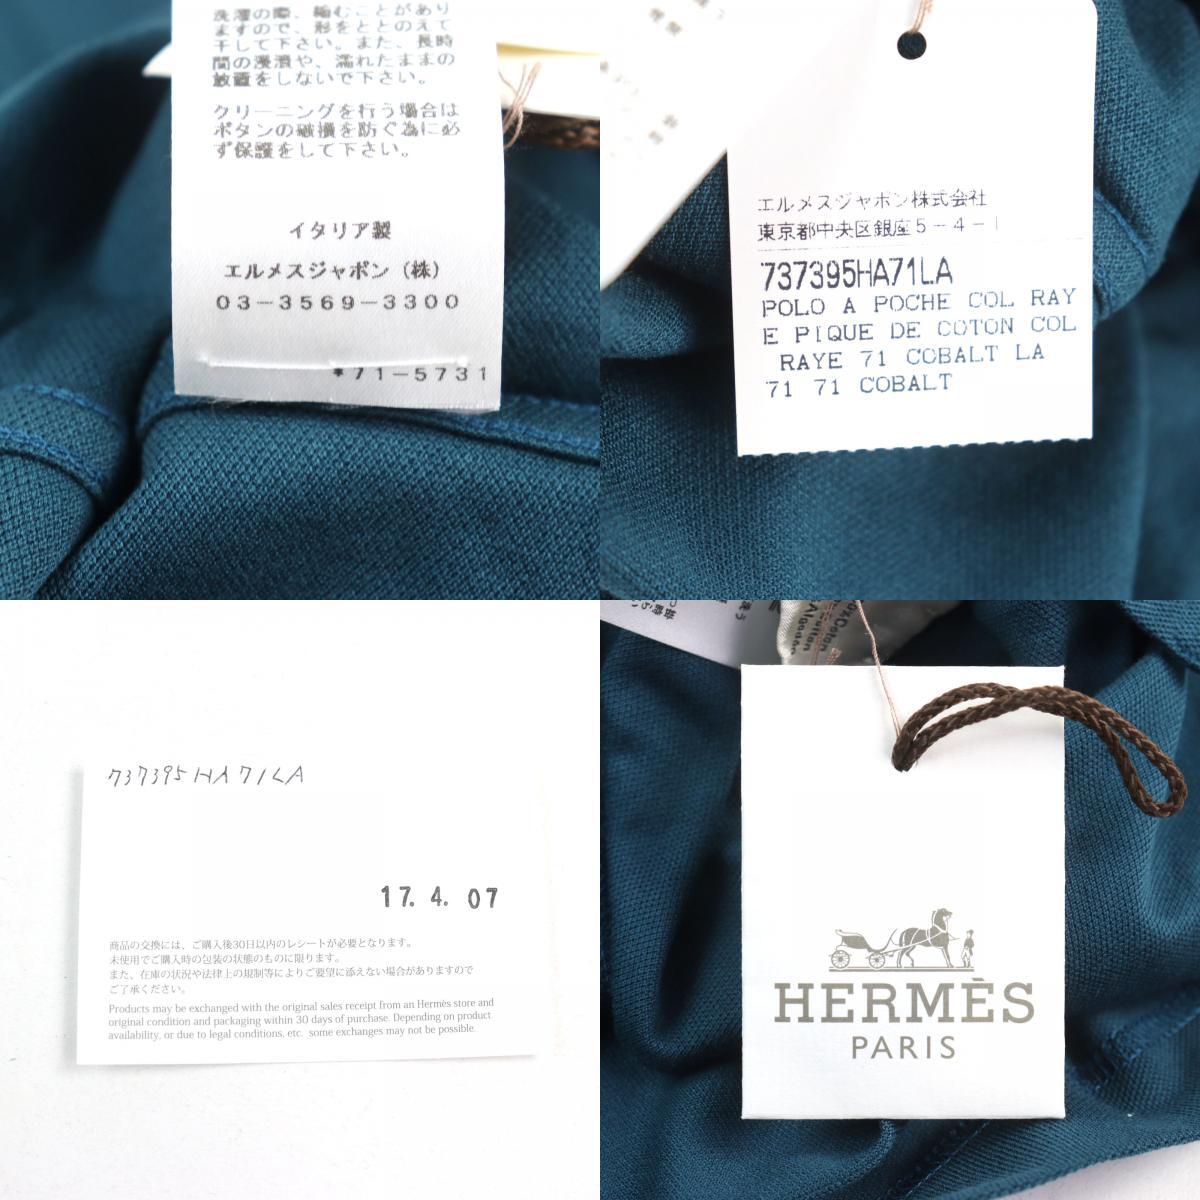 洗濯の際、縮むことがあり
ますので、形をととのえて
干して下さい。また、長時
間の浸漬や、濡れたままの
放置をしないで下さい。
クリーニングを行う場合は
ボタンの破損を防ぐ為に必
ず保護をして下さい。
イタリア製
エルメスジャポン（株）
03-3569-3300
*71-5731
エルメスジャポン株式会社
東京都中央区銀座5-4-1
737395HA71LA
POLO A POCHE COL RAY
E PIQUE DE COTON COL
RAYE 71 COBALT LA
71 71 COBALT
737395HA71LA
17.4.07
商品の交換には、ご購入後30日以内のレシートが必要となります。
未使用でご購入時の包装の状態のものに限ります。
また、在庫の状況や法律上の規制等によりご要望に添えない場合がありますので
ご了承ください。
Products may be exchanged with the original sales receipt from an Hermès store and
original condition and packaging within 30 days of purchase. Depending on product
availability, or due to legal conditions, etc. some exchanges may not be possible.
Cotton
Algodón
HERMÈS
PARIS